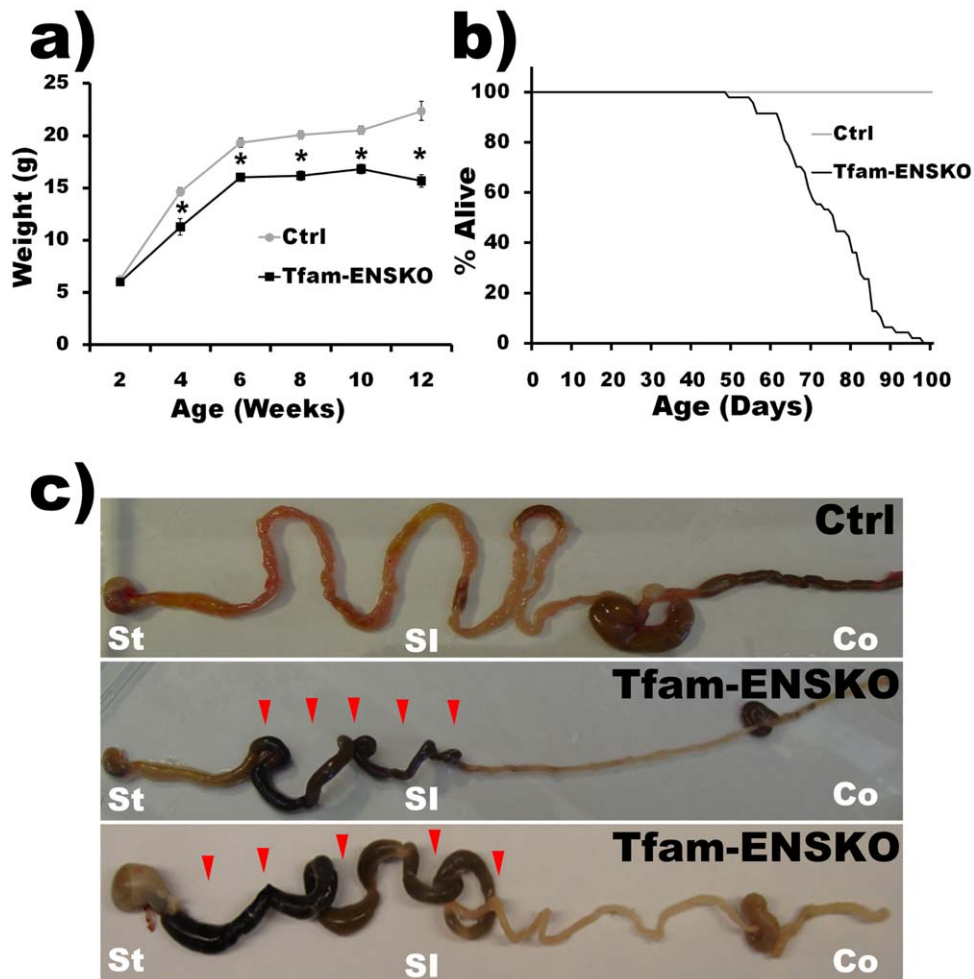 a)
25
20
15
10
5
0
Weight (g)
* * * * * *
Ctrl
Tfam-ENSKO
2 4 6 8 10 12
Age (Weeks)
b)
100
80
60
40
20
0
% Alive
Ctrl
Tfam-ENSKO
0 10 20 30 40 50 60 70 80 90 100
Age (Days)
c)
Ctrl
St SI Co
Tfam-ENSKO
St SI Co
Tfam-ENSKO
St SI Co